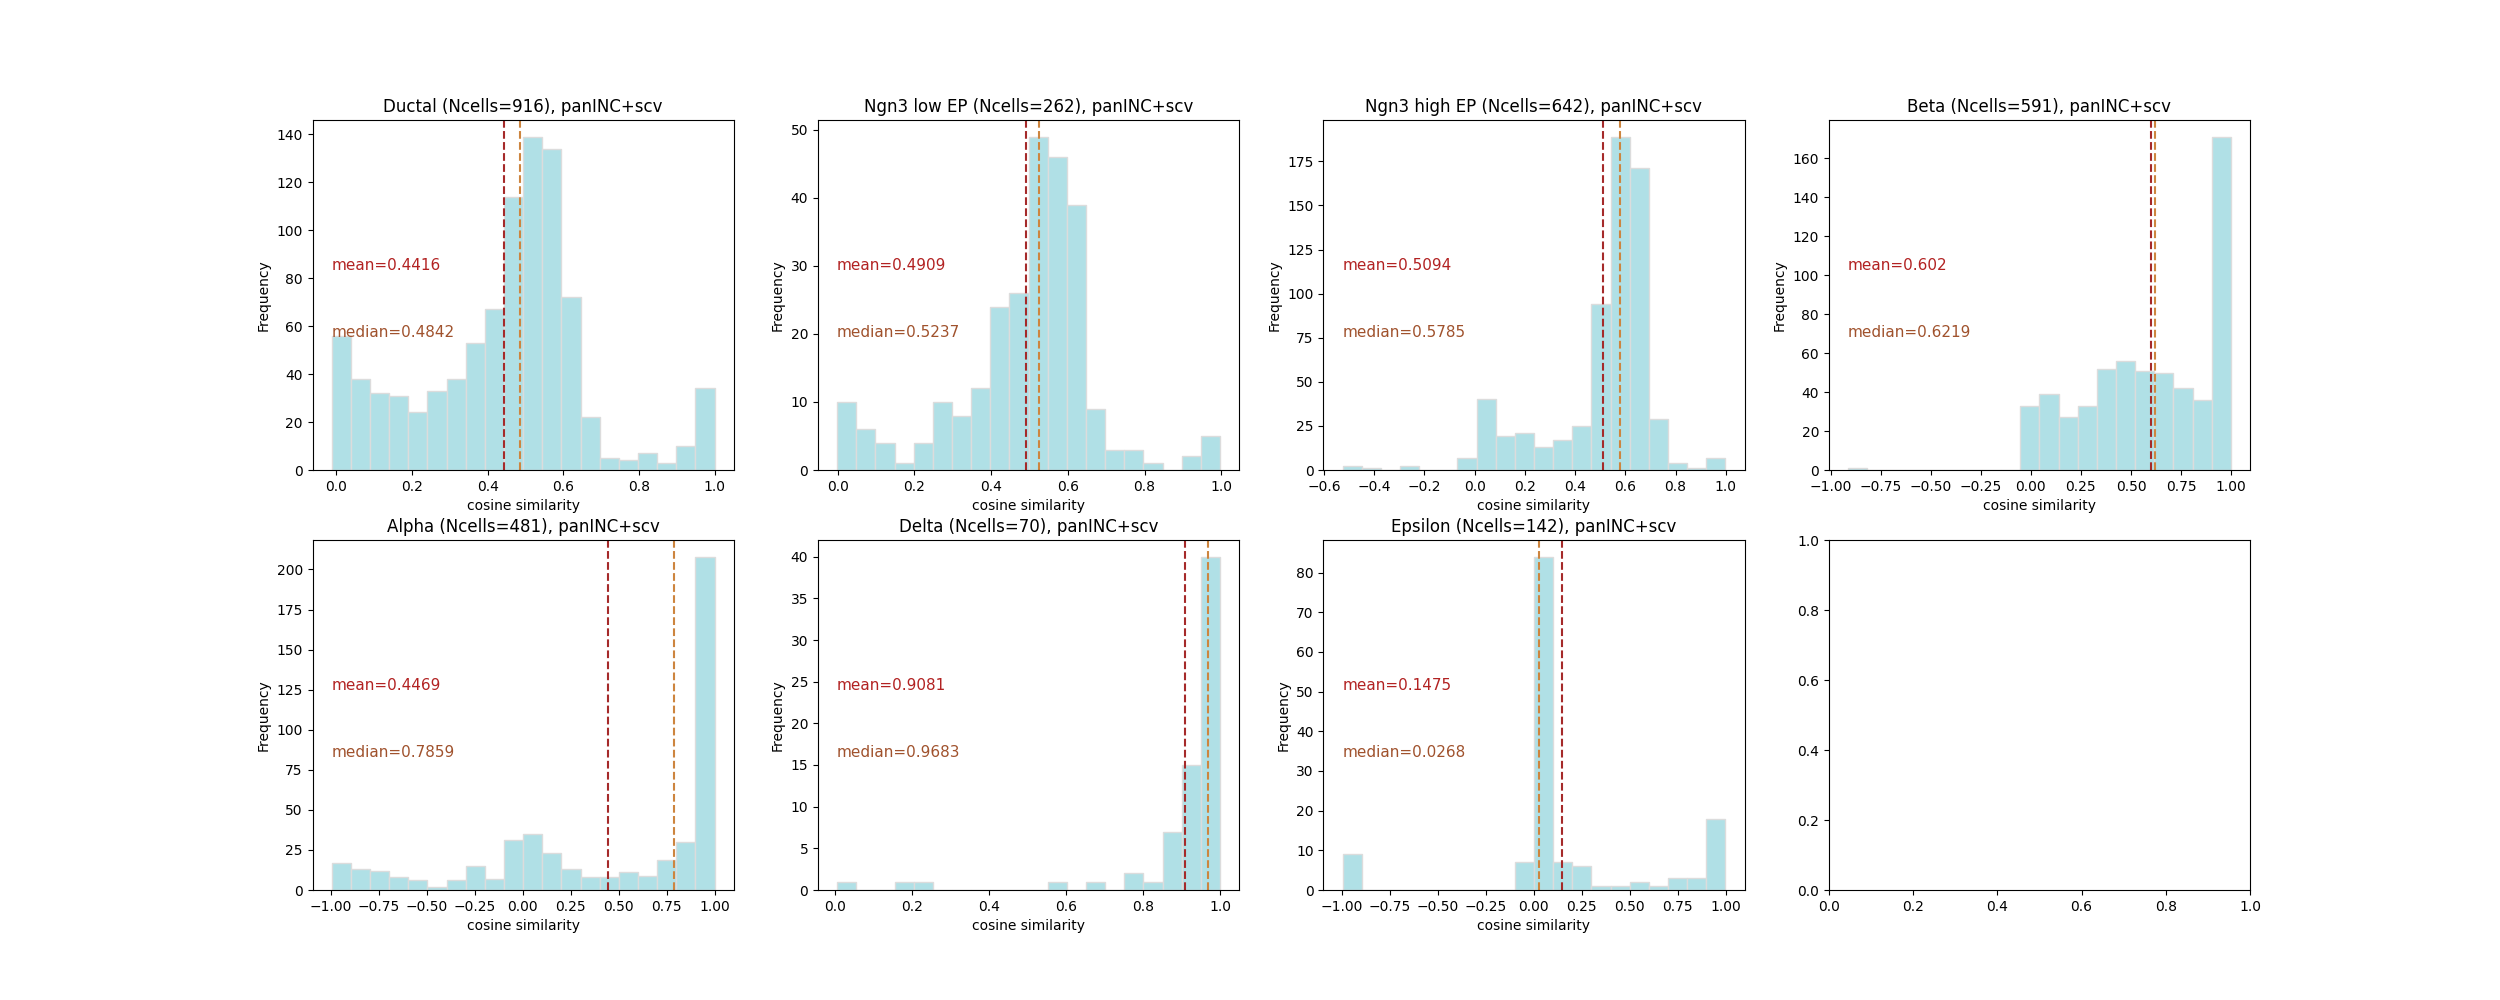 Ductal (Ncells=916), panINC+scv
140
120
100
80
60
40
20
0
Frequency
mean=0.4416
median=0.4842
0.0 0.2 0.4 0.6 0.8 1.0
cosine similarity
Ngn3 low EP (Ncells=262), panINC+scv
50
40
30
20
10
0
Frequency
mean=0.4909
median=0.5237
0.0 0.2 0.4 0.6 0.8 1.0
cosine similarity
Ngn3 high EP (Ncells=642), panINC+scv
175
150
125
100
75
50
25
0
Frequency
mean=0.5094
median=0.5785
−0.6 −0.4 −0.2 0.0 0.2 0.4 0.6 0.8 1.0
cosine similarity
Beta (Ncells=591), panINC+scv
160
140
120
100
80
60
40
20
0
Frequency
mean=0.602
median=0.6219
−1.00 −0.75 −0.50 −0.25 0.00 0.25 0.50 0.75 1.00
cosine similarity
Alpha (Ncells=481), panINC+scv
200
175
150
125
100
75
50
25
0
Frequency
mean=0.4469
median=0.7859
−1.00 −0.75 −0.50 −0.25 0.00 0.25 0.50 0.75 1.00
cosine similarity
Delta (Ncells=70), panINC+scv
40
35
30
25
20
15
10
5
0
Frequency
mean=0.9081
median=0.9683
0.0 0.2 0.4 0.6 0.8 1.0
cosine similarity
Epsilon (Ncells=142), panINC+scv
80
70
60
50
40
30
20
10
0
Frequency
mean=0.1475
median=0.0268
−1.00 −0.75 −0.50 −0.25 0.00 0.25 0.50 0.75 1.00
cosine similarity
1.0
0.8
0.6
0.4
0.2
0.0
0.0 0.2 0.4 0.6 0.8 1.0